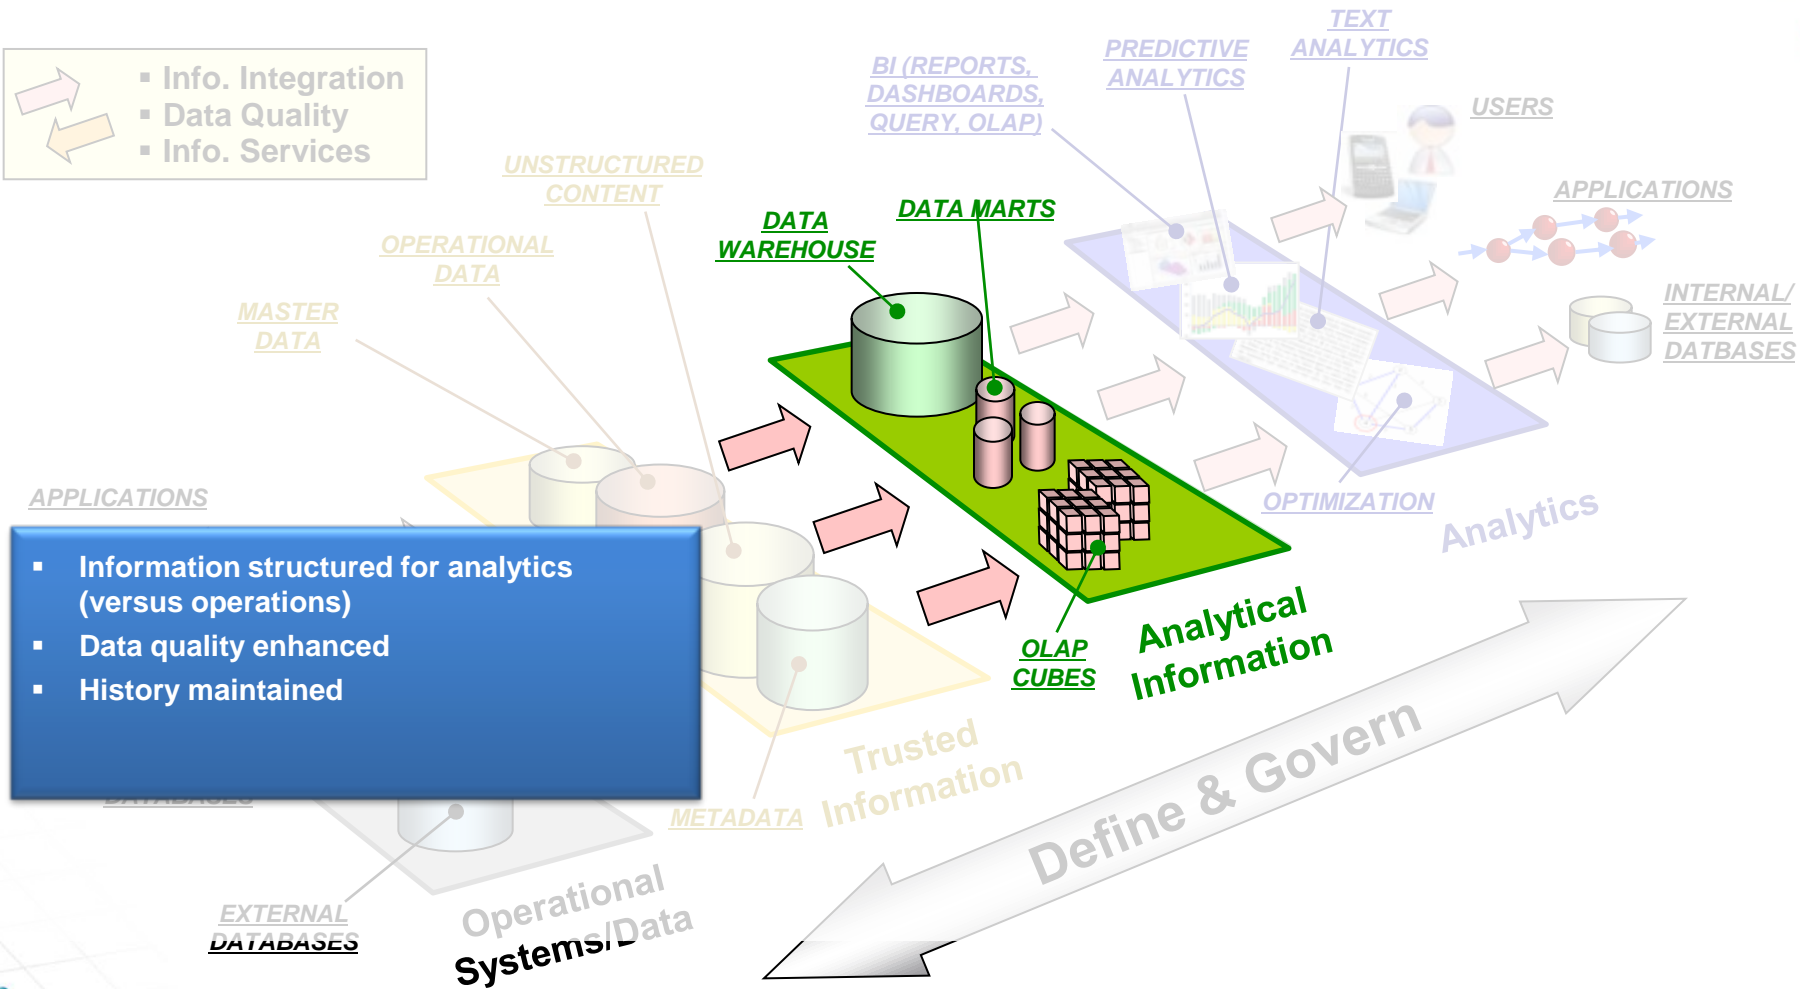 TEXT
ANALYTICS
PREDICTIVE
ANALYTICS
BI (REPORTS,
DASHBOARDS,
QUERY, OLAP)
▪ Info. Integration
▪ Data Quality
▪ Info. Services
USERS
UNSTRUCTURED
CONTENT
APPLICATIONS
DATA MARTS
DATA
WAREHOUSE
OPERATIONAL
DATA
MASTER
DATA
INTERNAL/
EXTERNAL
DATBASES
APPLICATIONS
OPTIMIZATION
Analytics
▪ Information structured for analytics
(versus operations)
▪ Data quality enhanced
▪ History maintained
OLAP
CUBES
Analytical
Information
Trusted
Information
METADATA
DATABASES
Define & Govern
EXTERNAL
DATABASES
Operational
Systems/Data